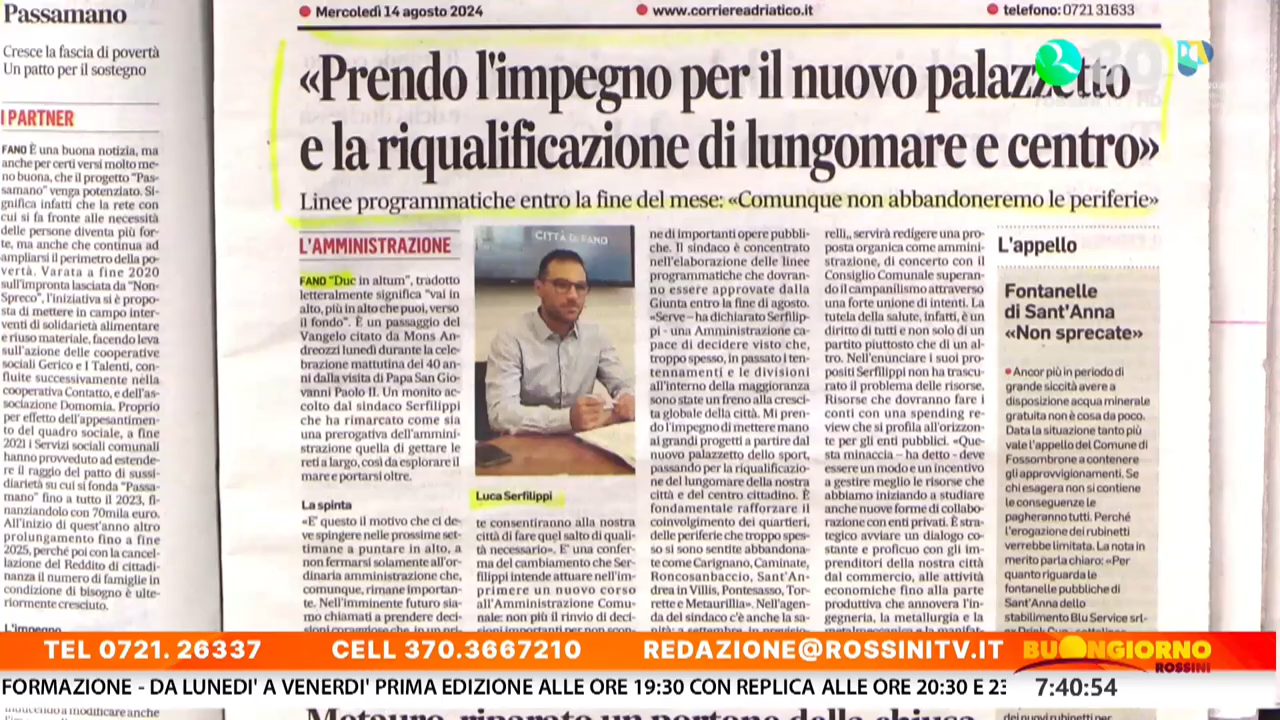 Passamano
Cresce la fascia di povertà
Un patto per il sostegno
I PARTNER
FANO È una buona notizia, ma
anche per certi versi molto me-
no buona, che il progetto "Pas-
samano" venga potenziato. Si-
gnifica infatti che la rete con
cui si fa fronte alle necessità
delle persone diventa più for-
te, ma anche che continua ad
ampliarsi il perimetro della po-
vertà. Varata a fine 2020
sull'impronta lasciata da "Non-
Spreco", l'iniziativa si è propo-
sta di mettere in campo inter-
venti di solidarietà alimentare
e riuso materiale, facendo leva
sull'azione delle cooperative
sociali Gerico e I Talenti, con-
fluite successivamente nella
cooperativa Contatto, e dell'as-
sociazione Domomia. Proprio
per effetto dell'appesantimen-
to del quadro sociale, a fine
2021 i Servizi sociali comunali
hanno provveduto ad estende-
re il raggio del patto di sussi-
diarietà su cui si fonda "Passa-
mano" fino a tutto il 2023, fi-
nanziandolo con 70mila euro.
All'inizio di quest'anno altro
prolungamento fino a fine
2025, perché poi con la cancel-
lazione del Reddito di cittadi-
nanza il numero di famiglie in
condizione di bisogno è ulte-
riormente cresciuto.
L'impegno
Mercoledì 14 agosto 2024
www.corriereadriatico.it
telefono: 0721 31633
«Prendo l'impegno per il nuovo palazzetto
e la riqualificazione di lungomare e centro»
Linee programmatiche entro la fine del mese: «Comunque non abbandoneremo le periferie»
L'AMMINISTRAZIONE
FANO "Duc in altum", tradotto
letteralmente significa "vai in
alto, più in alto che puoi, verso
il fondo". È un passaggio del
Vangelo citato da Mons An-
dreozzi lunedì durante la cele-
brazione mattutina dei 40 an-
ni dalla visita di Papa San Gio-
vanni Paolo II. Un monito ac-
colto dal sindaco Serfilippi
che ha rimarcato come sia
una prerogativa dell'ammini-
strazione quella di gettare le
reti a largo, così da esplorare il
mare e portarsi oltre.
La spinta
«E' questo il motivo che ci de-
ve spingere nelle prossime set-
timane a puntare in alto, a
non fermarsi solamente all'or-
dinaria amministrazione che,
comunque, rimane importan-
te. Nell'imminente futuro sia-
mo chiamati a prendere deci-
CITTÀ DI FANO
Luca Serfilippi
te consentiranno alla nostra
città di fare quel salto di quali-
tà necessario». E' una confer-
ma del cambiamento che Ser-
filippi intende attuare nell'im-
primere un nuovo corso
all'Amministrazione Comu-
nale: non più il rinvio di deci-
ne di importanti opere pubbli-
che. Il sindaco è concentrato
nell'elaborazione delle linee
programmatiche che dovran-
no essere approvate dalla
Giunta entro la fine di agosto.
«Serve – ha dichiarato Serfilip-
pi - una Amministrazione ca-
pace di decidere visto che,
troppo spesso, in passato i ten-
tennamenti e le divisioni
all'interno della maggioranza
sono state un freno alla cresci-
ta globale della città. Mi pren-
do l'impegno di mettere mano
ai grandi progetti a partire dal
nuovo palazzetto dello sport,
passando per la riqualificazio-
ne del lungomare della nostra
città e del centro cittadino. È
fondamentale rafforzare il
coinvolgimento dei quartieri,
delle periferie che troppo spes-
so si sono sentite abbandona-
te come Carignano, Caminate,
Roncosambaccio, Sant'An-
drea in Villis, Pontesasso, Tor-
rette e Metaurilia». Nell'agen-
da del sindaco c'è anche la sa-
nità: a settembre, in previsio-
relli,, servirà redigere una pro-
posta organica come ammini-
strazione, di concerto con il
Consiglio Comunale superan-
do il campanilismo attraverso
una forte unione di intenti. La
tutela della salute, infatti, è un
diritto di tutti e non solo di un
partito piuttosto che di un al-
tro. Nell'enunciare i suoi pro-
positi Serfilippi non ha trascu-
rato il problema delle risorse.
Risorse che dovranno fare i
conti con una spending re-
view che si profila all'orizzon-
te per gli enti pubblici. «Que-
sta minaccia – ha detto - deve
essere un modo e un incentivo
a gestire meglio le risorse che
abbiamo iniziando a studiare
anche nuove forme di collabo-
razione con enti privati. È stra-
tegico avviare un dialogo co-
stante e proficuo con gli im-
prenditori della nostra città
dal commercio, alle attività
economiche fino alla parte
produttiva che annovera l'in-
gegneria, la metallurgia e la
L'appello
Fontanelle
di Sant'Anna
«Non sprecate»
Ancor più in periodo di
grande siccità avere a
disposizione acqua minerale
gratuita non è cosa da poco.
Data la situazione tanto più
vale l'appello del Comune di
Fossombrone a contenere
gli approvvigionamenti. Se
chi esagera non si contiene
le conseguenze le
pagheranno tutti. Perché
l'erogazione dei rubinetti
verrebbe limitata. La nota in
merito parla chiaro: «Per
quanto riguarda le
fontanelle pubbliche di
Sant'Anna dello
stabilimento Blu Service srl-
TEL 0721. 26337
CELL 370.3667210
REDAZIONE@ROSSINITV.IT
BUONGIORNO
ROSSINI
FORMAZIONE - DA LUNEDI' A VENERDI' PRIMA EDIZIONE ALLE ORE 19:30 CON REPLICA ALLE ORE 20:30 E 23:
7:40:54